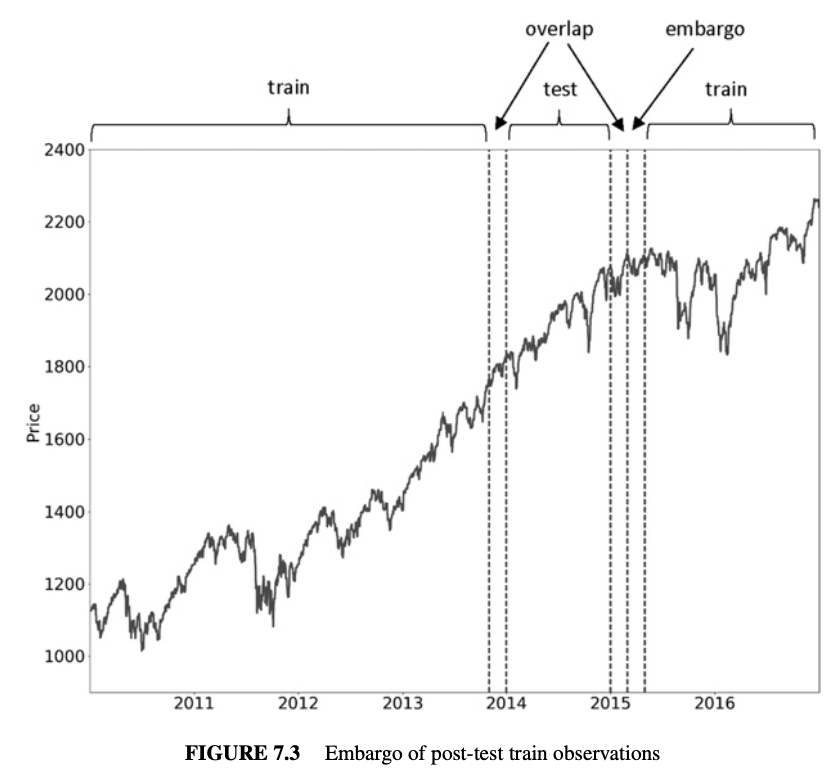 overlap embargo
train test train
2400
2200
2000
1800
1600
1400
1200
1000
Price
2011 2012 2013 2014 2015 2016
FIGURE 7.3 Embargo of post-test train observations